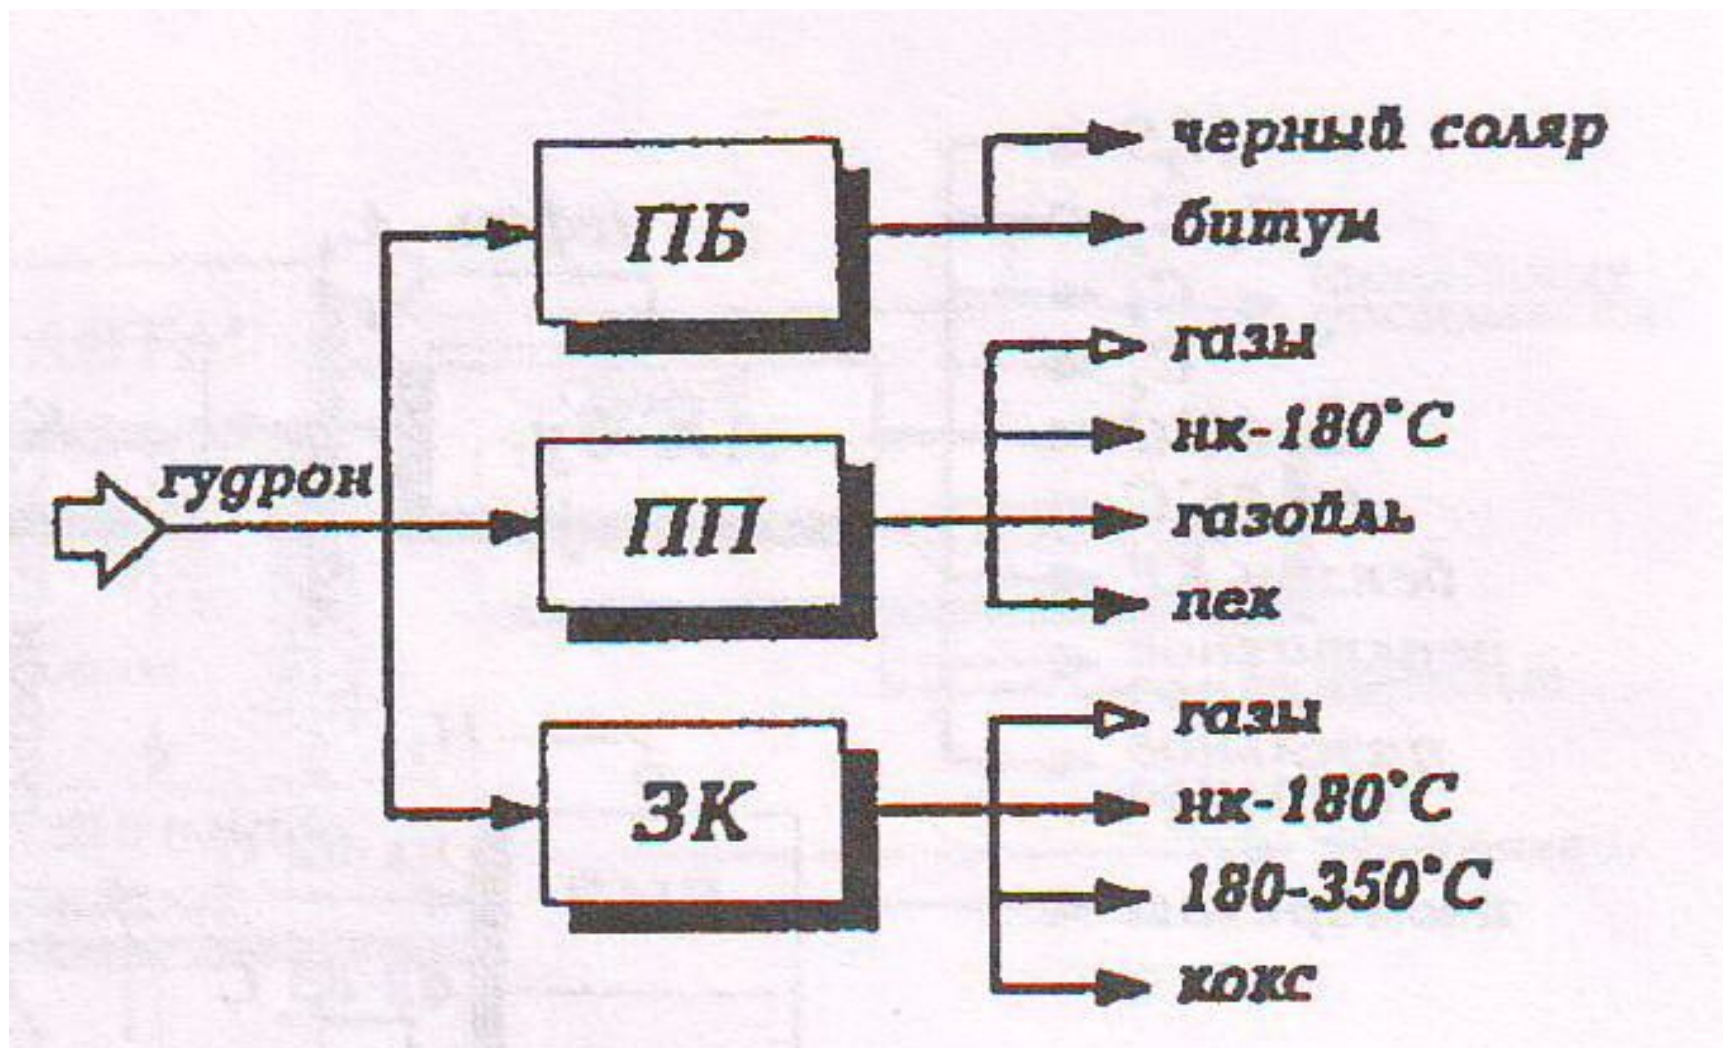 черный соляр
ПБ
битум
газы
нк-180°C
гудрон
ПП
газойль
пек
газы
ЗК
нк-180°C
180-350°C
кокс